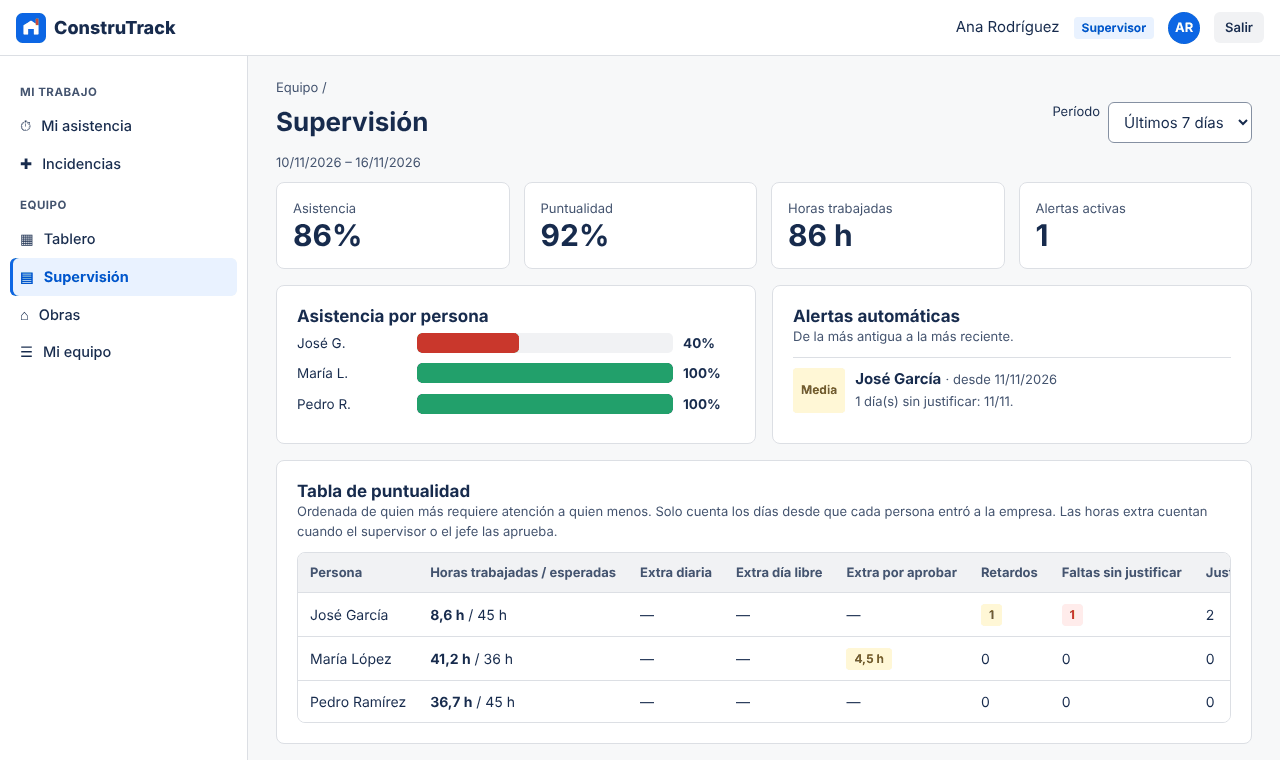 ConstruTrack
Ana Rodríguez
Supervisor
AR
Salir
MI TRABAJO
Mi asistencia
Incidencias
EQUIPO
Tablero
Supervisión
Obras
Mi equipo
Equipo /
Supervisión
Período
Últimos 7 días
10/11/2026 – 16/11/2026
Asistencia
86%
Puntualidad
92%
Horas trabajadas
86 h
Alertas activas
1
Asistencia por persona
José G. 40%
María L. 100%
Pedro R. 100%
Alertas automáticas
De la más antigua a la más reciente.
Media
José García · desde 11/11/2026
1 día(s) sin justificar: 11/11.
Tabla de puntualidad
Ordenada de quien más requiere atención a quien menos. Solo cuenta los días desde que cada persona entró a la empresa. Las horas extra cuentan
cuando el supervisor o el jefe las aprueba.
Persona Horas trabajadas / esperadas Extra diaria Extra día libre Extra por aprobar Retardos Faltas sin justificar
José García 8,6 h / 45 h — — — 1 1 2
María López 41,2 h / 36 h — — 4,5 h 0 0 0
Pedro Ramírez 36,7 h / 45 h — — — 0 0 0